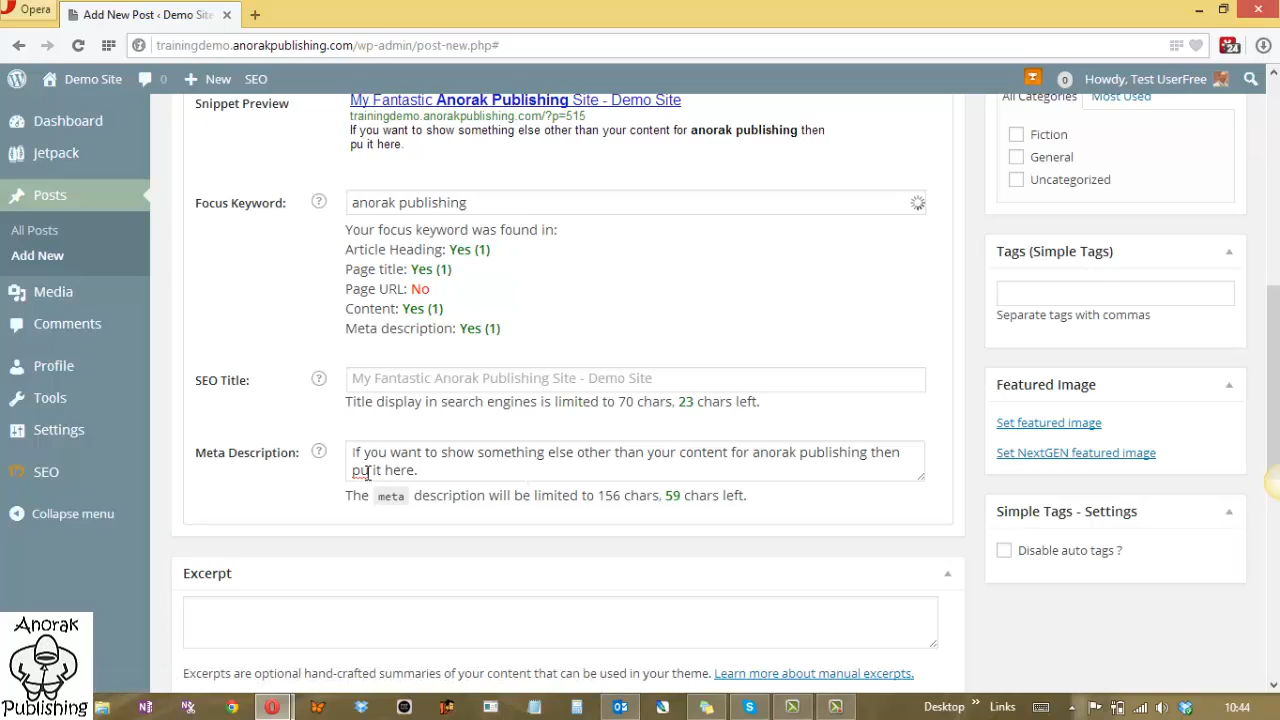 Opera
Add New Post ‹ Demo Site
trainingdemo.anorakpublishing.com/wp-admin/post-new.php#
24
Demo Site 0 New SEO
0 Howdy, Test UserFree
Dashboard
Jetpack
Posts
All Posts
Add New
Media
Comments
Profile
Tools
Settings
SEO
Collapse menu
Snippet Preview
My Fantastic Anorak Publishing Site - Demo Site
trainingdemo.anorakpublishing.com/?p=515
If you want to show something else other than your content for anorak publishing then
pu it here.
Focus Keyword: ? anorak publishing
Your focus keyword was found in:
Article Heading: Yes (1)
Page title: Yes (1)
Page URL: No
Content: Yes (1)
Meta description: Yes (1)
SEO Title: ? My Fantastic Anorak Publishing Site - Demo Site
Title display in search engines is limited to 70 chars, 23 chars left.
Meta Description: ? If you want to show something else other than your content for anorak publishing then
pu it here.
The meta description will be limited to 156 chars, 59 chars left.
Excerpt
Excerpts are optional hand-crafted summaries of your content that can be used in your theme. Learn more about manual excerpts.
All Categories Most Used
Fiction
General
Uncategorized
Tags (Simple Tags)
Separate tags with commas
Featured Image
Set featured image
Set NextGEN featured image
Simple Tags - Settings
Disable auto tags ?
Anorak
Publishing
Desktop » Links 10:44